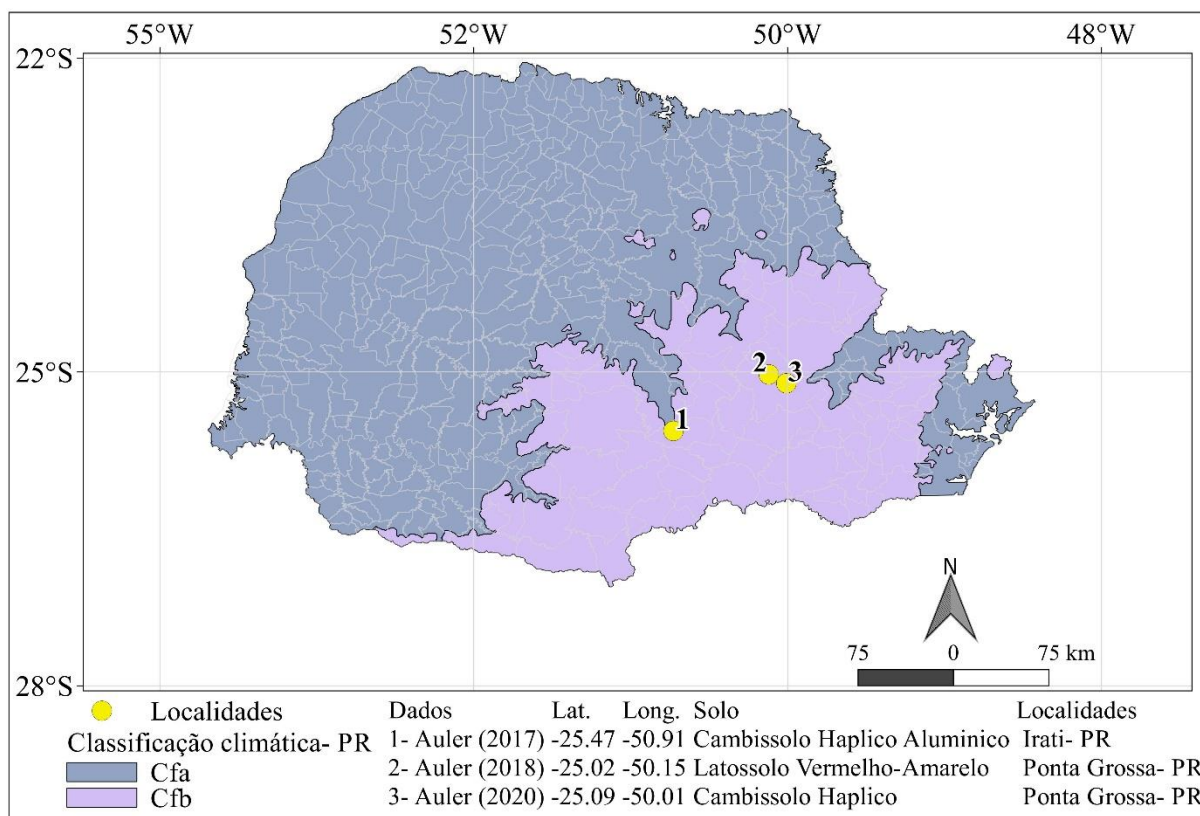 55°W 52°W 50°W 48°W
22°S
25°S
2
3
1
N
75 0 75 km
28°S
Localidades
Classificação climática- PR
Cfa
Cfb
Dados Lat. Long. Solo Localidades
1- Auler (2017) -25.47 -50.91 Cambissolo Haplico Aluminico Irati- PR
2- Auler (2018) -25.02 -50.15 Latossolo Vermelho-Amarelo Ponta Grossa- PR
3- Auler (2020) -25.09 -50.01 Cambissolo Haplico Ponta Grossa- PR